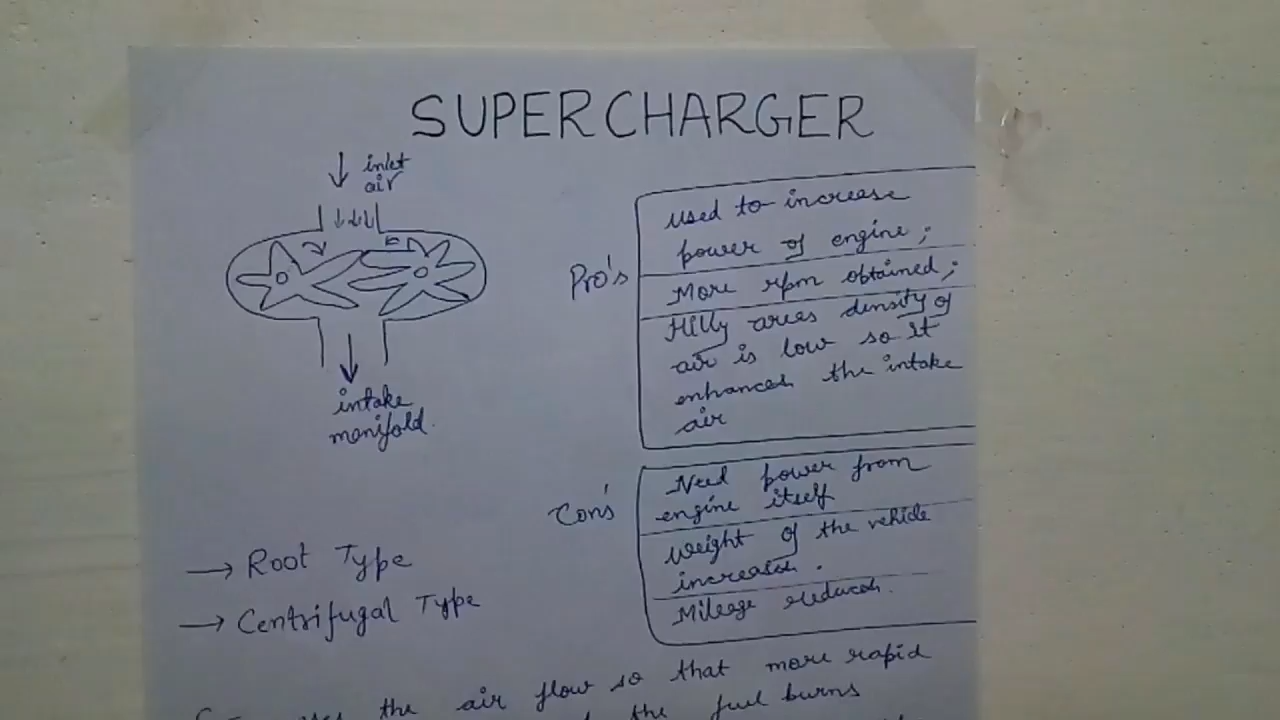 SUPERCHARGER
inlet
air
intake
manifold.
→ Root Type
→ Centrifugal Type
Pro's
used to increase
power of engine;
More rpm obtained;
Hilly areas density of
air is low so it
enhances the intake
air
Con's
Need power from
engine itself
Weight of the vehicle
increases.
Mileage reduces.
the air flow so that more rapid
the fuel burns